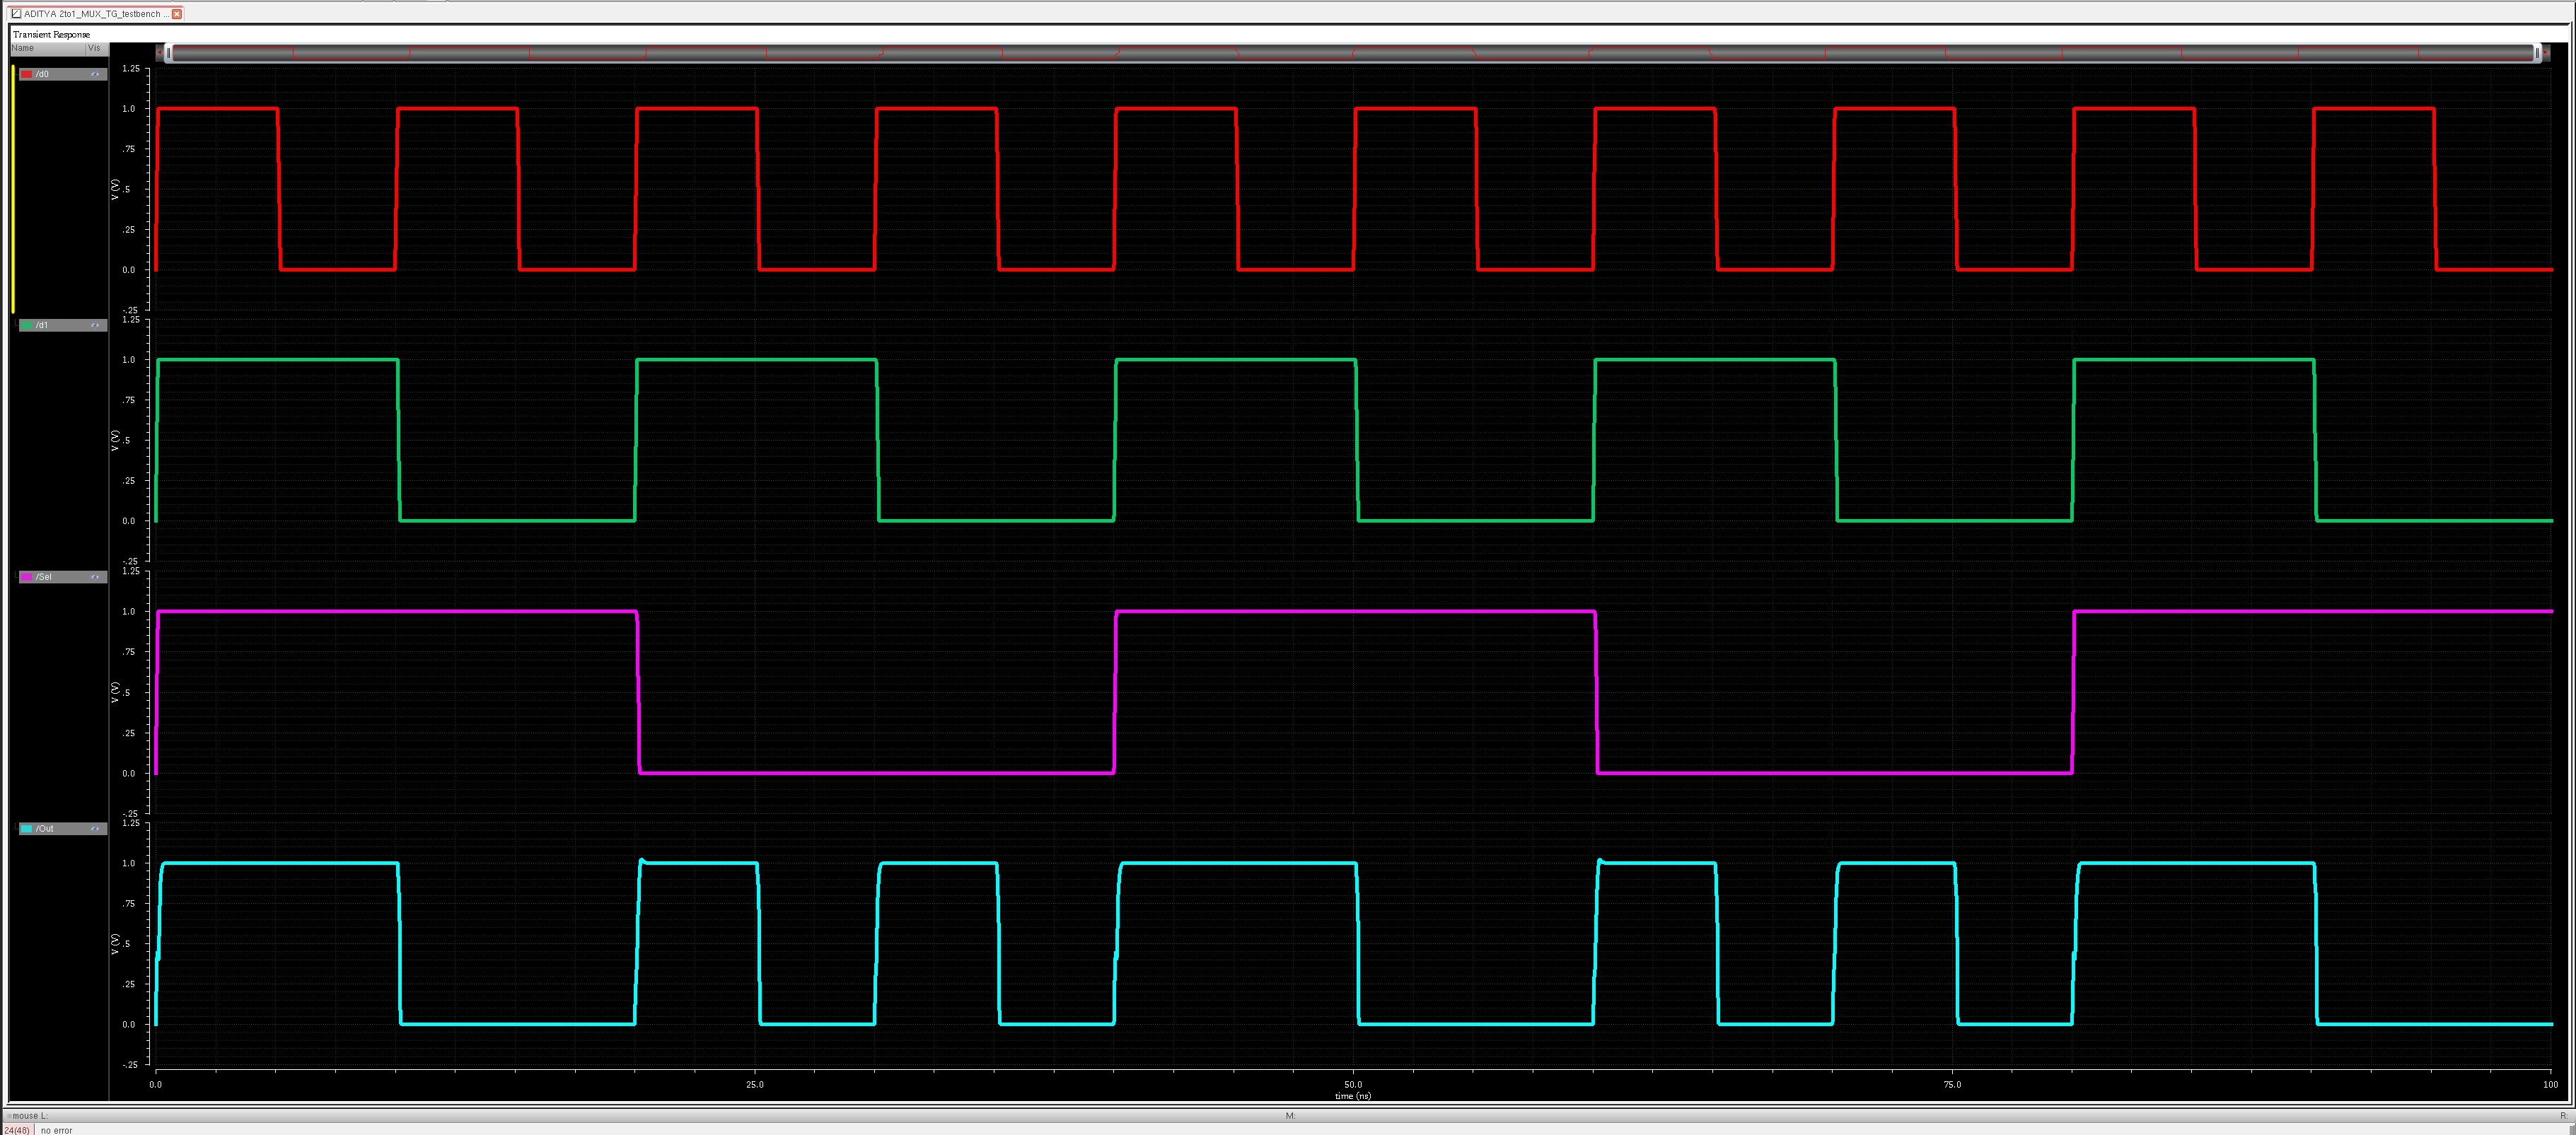 ADITYA 2to1_MUX_TG_testbench ...
Transient Response
Name Vis
/d0
1.25
1.0
.75
.5
.25
0.0
-.25
V (V)
/d1
1.25
1.0
.75
.5
.25
0.0
-.25
V (V)
/Sel
1.25
1.0
.75
.5
.25
0.0
-.25
V (V)
/Out
1.25
1.0
.75
.5
.25
0.0
-.25
V (V)
0.0 25.0 50.0 75.0 100
time (ns)
mouse L: M: R:
24(48) no error